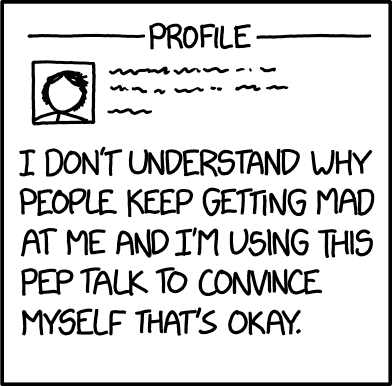 PROFILE
I DON'T UNDERSTAND WHY
PEOPLE KEEP GETTING MAD
AT ME AND I'M USING THIS
PEP TALK TO CONVINCE
MYSELF THAT'S OKAY.